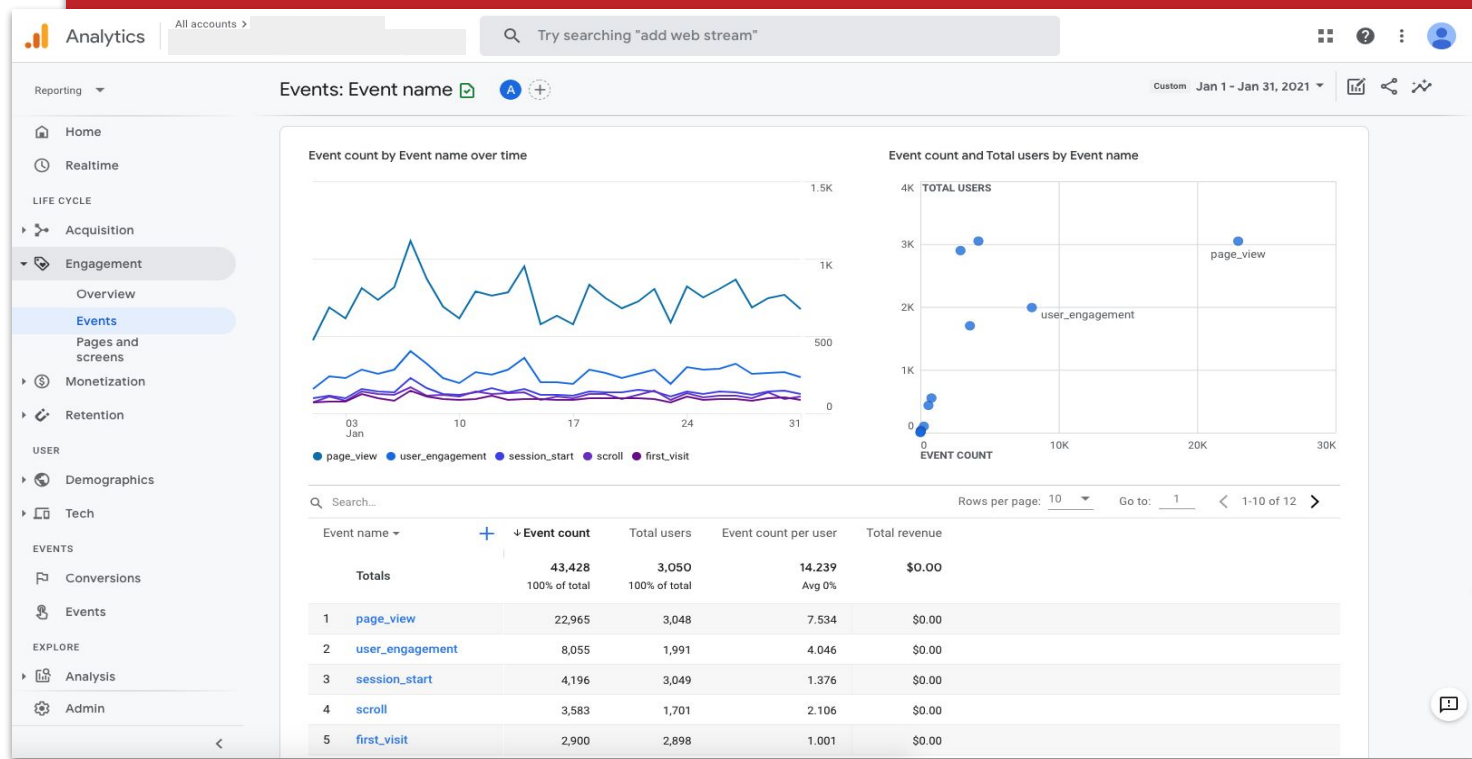 Analytics
All accounts >
Try searching "add web stream"
Reporting
Home
Realtime
LIFE CYCLE
Acquisition
Engagement
Overview
Events
Pages and
screens
Monetization
Retention
USER
Demographics
Tech
EVENTS
Conversions
Events
EXPLORE
Analysis
Admin
Events: Event name
A
Custom Jan 1 - Jan 31, 2021
Event count by Event name over time
1.5K
1K
500
0
03
Jan
10
17
24
31
page_view user_engagement session_start scroll first_visit
Event count and Total users by Event name
4K TOTAL USERS
3K
2K
1K
0
page_view
user_engagement
0 10K 20K 30K
EVENT COUNT
Search...
Rows per page: 10 Go to: 1 1-10 of 12
Event name Event count Total users Event count per user Total revenue
Totals 43,428 3,050 14.239 $0.00
100% of total 100% of total Avg 0%
1 page_view 22,965 3,048 7.534 $0.00
2 user_engagement 8,055 1,991 4.046 $0.00
3 session_start 4,196 3,049 1.376 $0.00
4 scroll 3,583 1,701 2.106 $0.00
5 first_visit 2,900 2,898 1.001 $0.00